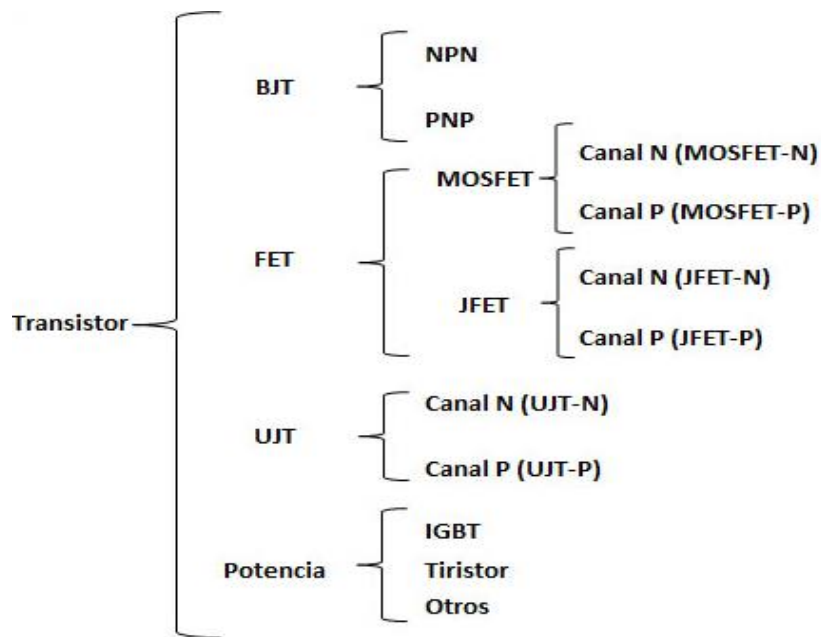 Transistor
BJT
NPN
PNP
FET
MOSFET
Canal N (MOSFET-N)
Canal P (MOSFET-P)
JFET
Canal N (JFET-N)
Canal P (JFET-P)
UJT
Canal N (UJT-N)
Canal P (UJT-P)
Potencia
IGBT
Tiristor
Otros